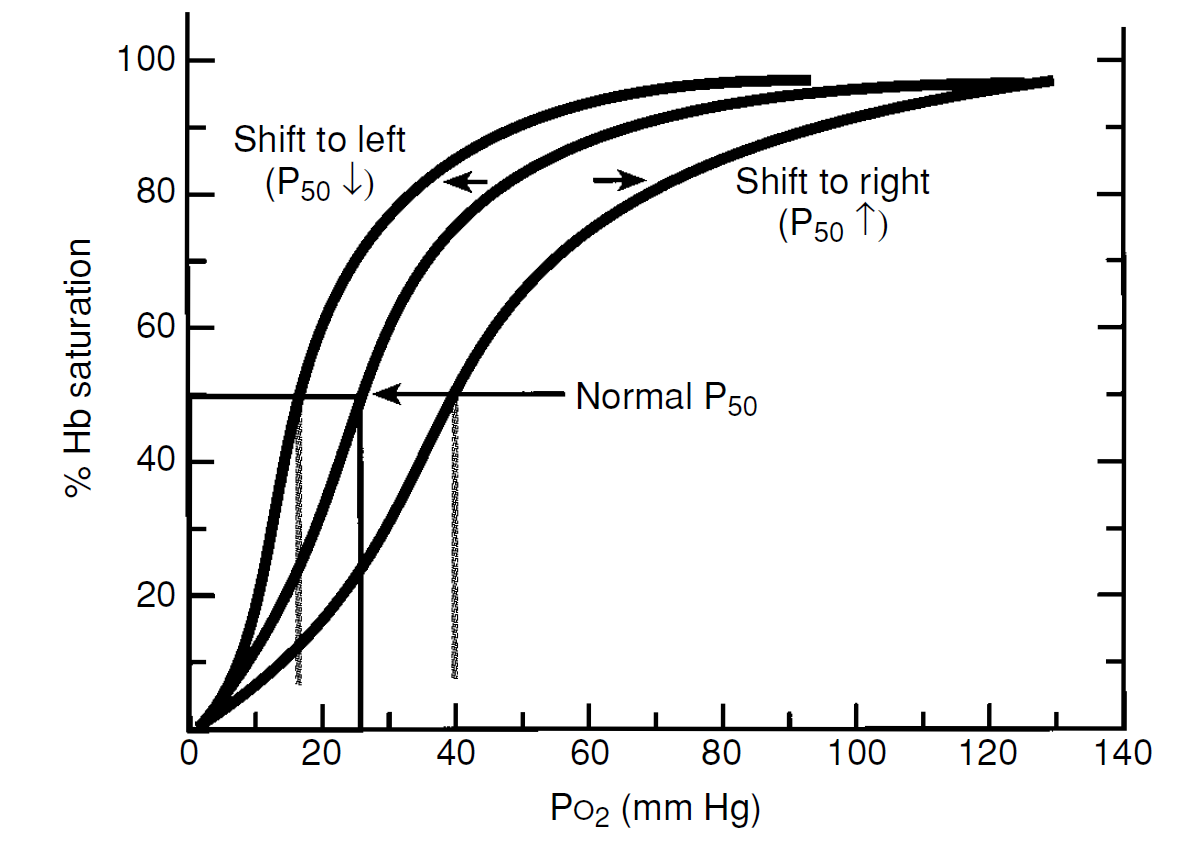 100
80
60
40
20
% Hb saturation
Shift to left
(P50 ↓)
Shift to right
(P50 ↑)
Normal P50
0 20 40 60 80 100 120 140
PO2 (mm Hg)